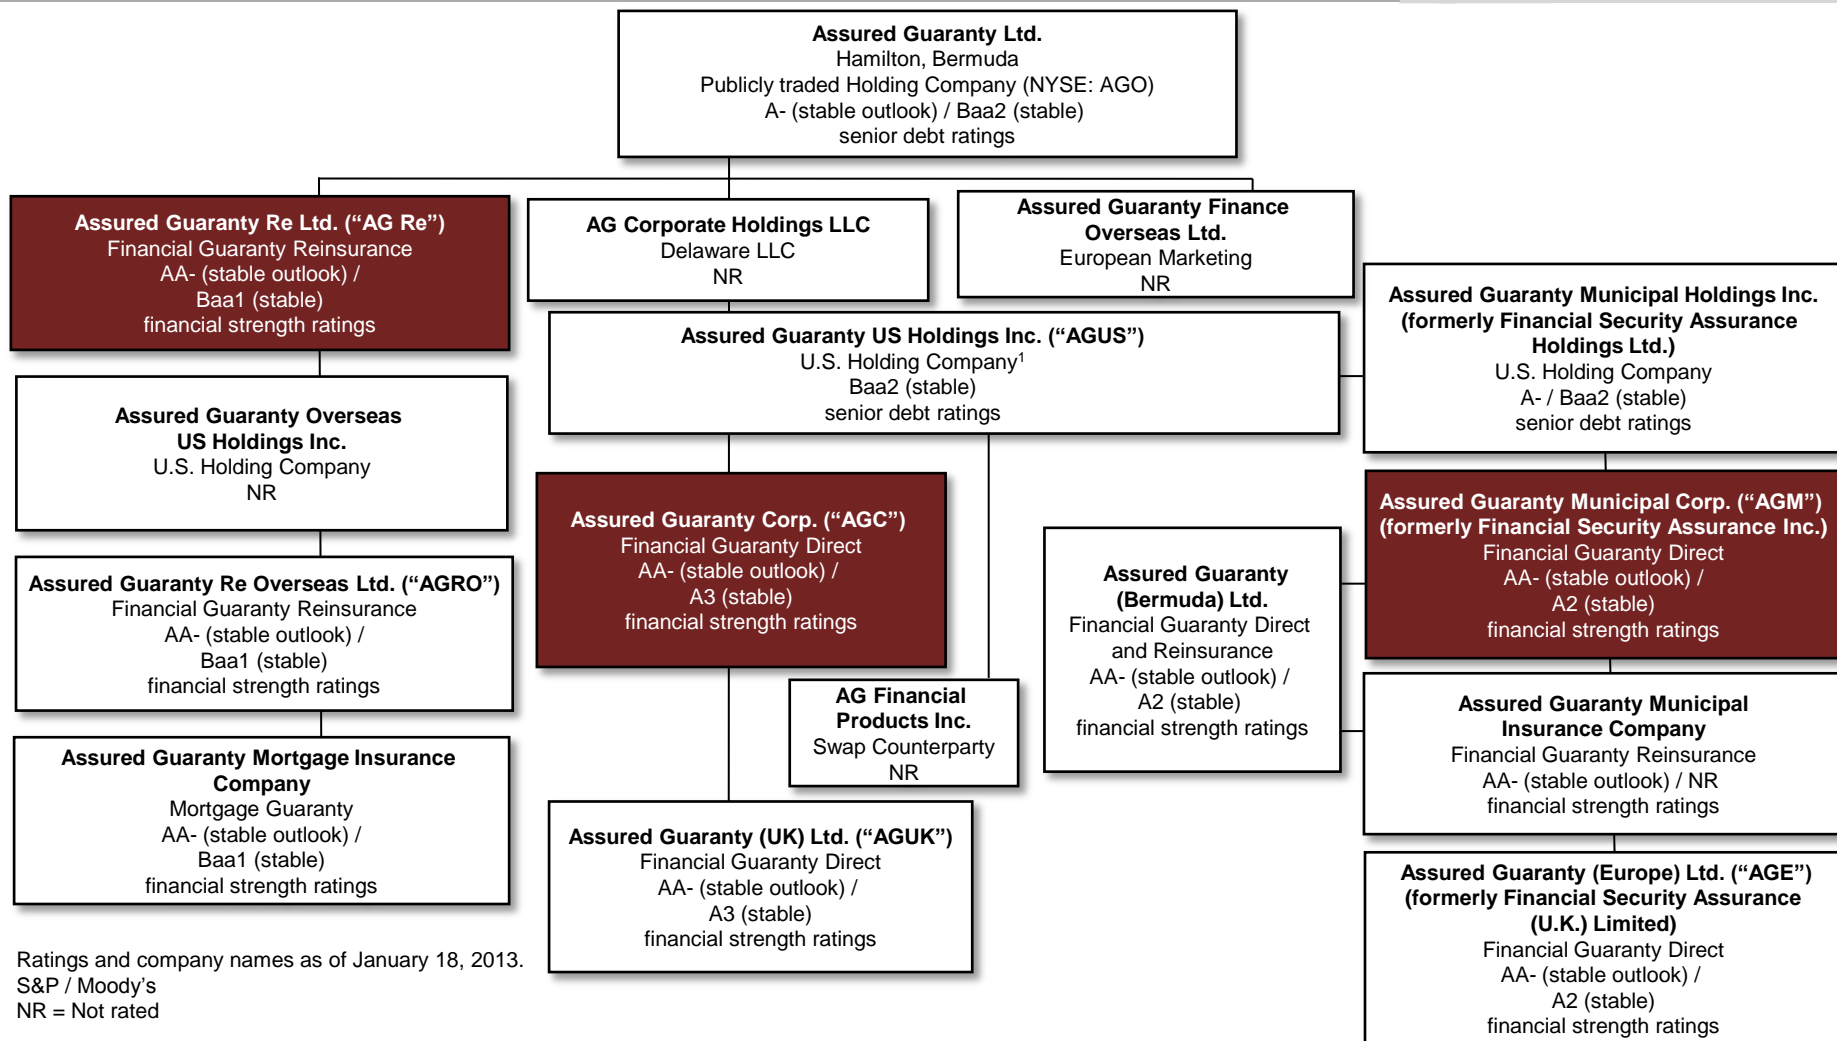 Assured Guaranty Ltd.
Hamilton, Bermuda
Publicly traded Holding Company (NYSE: AGO)
A- (stable outlook) / Baa2 (stable)
senior debt ratings
Assured Guaranty Re Ltd. (“AG Re”)
Financial Guaranty Reinsurance
AA- (stable outlook) /
Baa1 (stable)
financial strength ratings
AG Corporate Holdings LLC
Delaware LLC
NR
Assured Guaranty Finance
Overseas Ltd.
European Marketing
NR
Assured Guaranty Municipal Holdings Inc.
(formerly Financial Security Assurance
Holdings Ltd.)
U.S. Holding Company
A- / Baa2 (stable)
senior debt ratings
Assured Guaranty US Holdings Inc. (“AGUS”)
U.S. Holding Company¹
Baa2 (stable)
senior debt ratings
Assured Guaranty Overseas
US Holdings Inc.
U.S. Holding Company
NR
Assured Guaranty Corp. (“AGC”)
Financial Guaranty Direct
AA- (stable outlook) /
A3 (stable)
financial strength ratings
Assured Guaranty Municipal Corp. (“AGM”)
(formerly Financial Security Assurance Inc.)
Financial Guaranty Direct
AA- (stable outlook) /
A2 (stable)
financial strength ratings
Assured Guaranty
(Bermuda) Ltd.
Financial Guaranty Direct
and Reinsurance
AA- (stable outlook) /
A2 (stable)
financial strength ratings
Assured Guaranty Re Overseas Ltd. (“AGRO”)
Financial Guaranty Reinsurance
AA- (stable outlook) /
Baa1 (stable)
financial strength ratings
AG Financial
Products Inc.
Swap Counterparty
NR
Assured Guaranty Municipal
Insurance Company
Financial Guaranty Reinsurance
AA- (stable outlook) / NR
financial strength ratings
Assured Guaranty Mortgage Insurance
Company
Mortgage Guaranty
AA- (stable outlook) /
Baa1 (stable)
financial strength ratings
Assured Guaranty (UK) Ltd. (“AGUK”)
Financial Guaranty Direct
AA- (stable outlook) /
A3 (stable)
financial strength ratings
Assured Guaranty (Europe) Ltd. (“AGE”)
(formerly Financial Security Assurance
(U.K.) Limited)
Financial Guaranty Direct
AA- (stable outlook) /
A2 (stable)
financial strength ratings
Ratings and company names as of January 18, 2013.
S&P / Moody’s
NR = Not rated